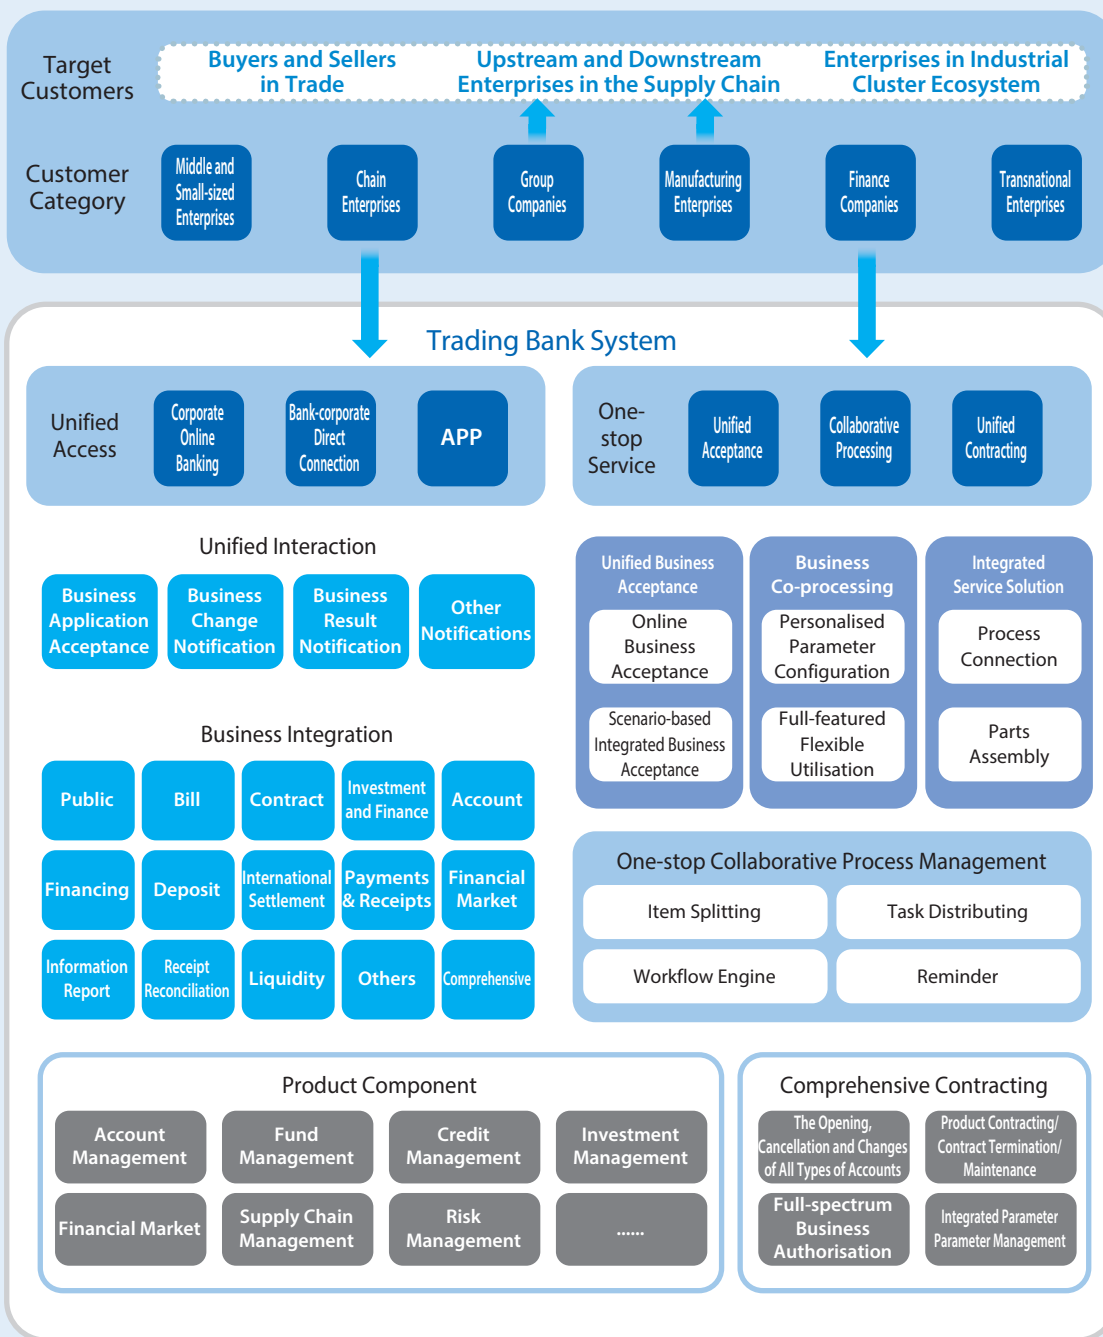 Target
Customers
Buyers and Sellers
in Trade
Upstream and Downstream
Enterprises in the Supply Chain
Enterprises in Industrial
Cluster Ecosystem
Customer
Category
Middle and
Small-sized
Enterprises
Chain
Enterprises
Group
Companies
Manufacturing
Enterprises
Finance
Companies
Transnational
Enterprises
Trading Bank System
Unified
Access
Corporate
Online
Banking
Bank-corporate
Direct
Connection
APP
One-
stop
Service
Unified
Acceptance
Collaborative
Processing
Unified
Contracting
Unified Interaction
Business
Application
Acceptance
Business
Change
Notification
Business
Result
Notification
Other
Notifications
Business Integration
Public
Bill
Contract
Investment
and Finance
Account
Financing
Deposit
International
Settlement
Payments
& Receipts
Financial
Market
Information
Report
Receipt
Reconciliation
Liquidity
Others
Comprehensive
Unified Business
Acceptance
Online
Business
Acceptance
Scenario-based
Integrated Business
Acceptance
Business
Co-processing
Personalised
Parameter
Configuration
Full-featured
Flexible
Utilisation
Integrated
Service Solution
Process
Connection
Parts
Assembly
One-stop Collaborative Process Management
Item Splitting
Task Distributing
Workflow Engine
Reminder
Product Component
Account
Management
Fund
Management
Credit
Management
Investment
Management
Financial Market
Supply Chain
Management
Risk
Management
......
Comprehensive Contracting
The Opening,
Cancellation and Changes
of All Types of Accounts
Product Contracting/
Contract Termination/
Maintenance
Full-spectrum
Business
Authorisation
Integrated Parameter
Parameter Management